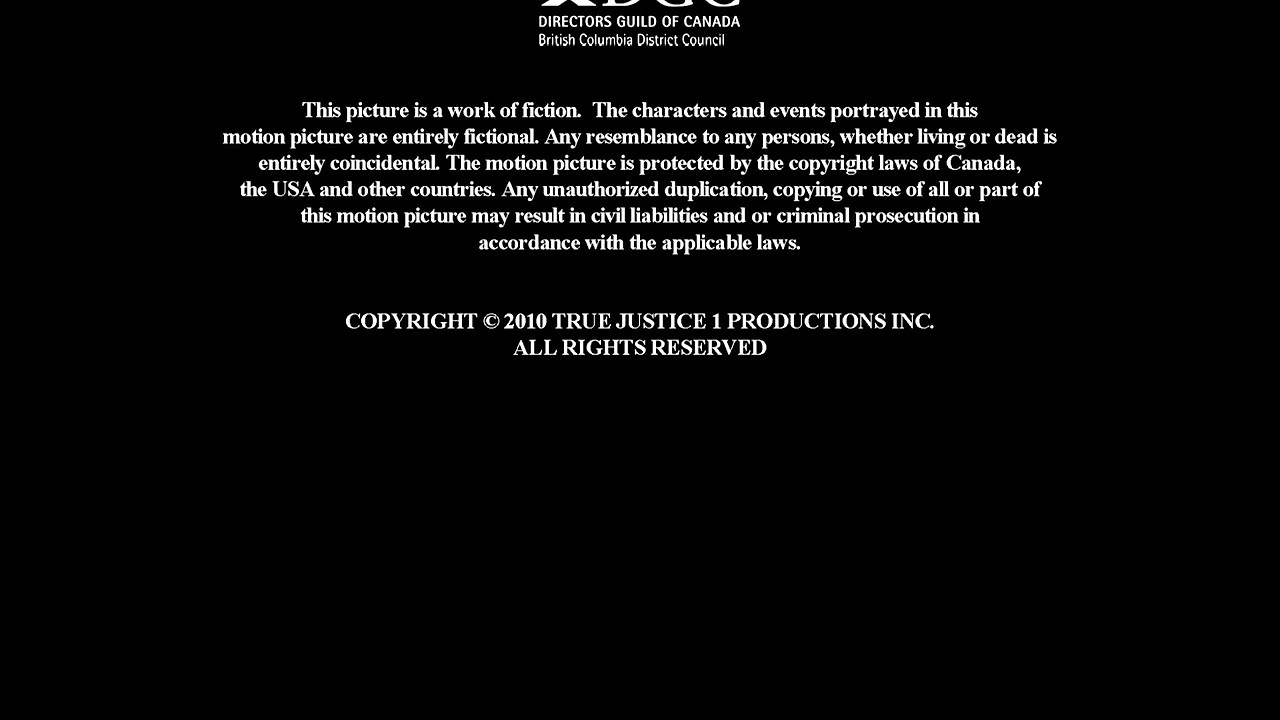 DGC
DIRECTORS GUILD OF CANADA
British Columbia District Council
This picture is a work of fiction.  The characters and events portrayed in this
motion picture are entirely fictional. Any resemblance to any persons, whether living or dead is
entirely coincidental. The motion picture is protected by the copyright laws of Canada,
the USA and other countries. Any unauthorized duplication, copying or use of all or part of
this motion picture may result in civil liabilities and or criminal prosecution in
accordance with the applicable laws.
COPYRIGHT © 2010 TRUE JUSTICE 1 PRODUCTIONS INC.
ALL RIGHTS RESERVED